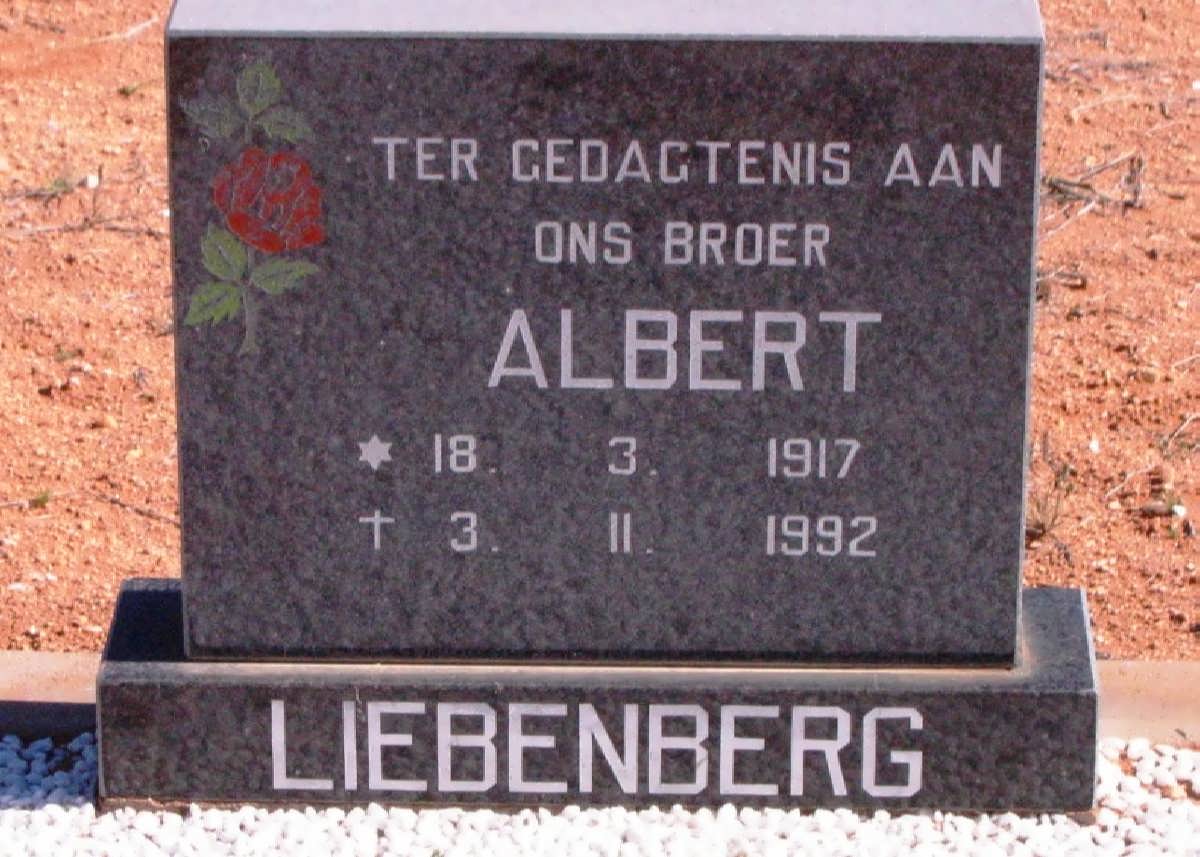 TER GEDAGTENIS AAN
ONS BROER
ALBERT
✶ 18. 3. 1917
† 3. 11. 1992
LIEBENBERG